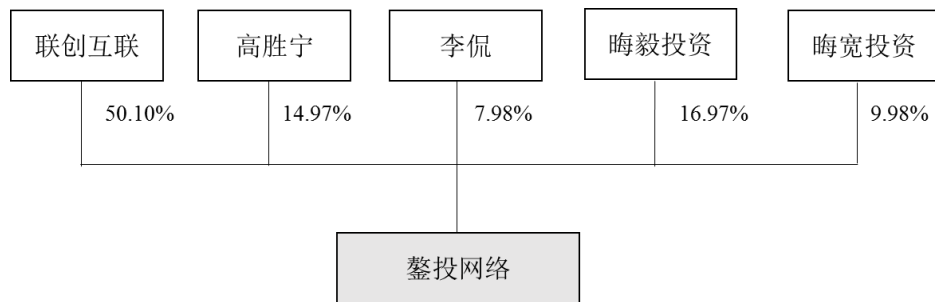 联创互联
高胜宁
李侃
晦毅投资
晦宽投资
50.10%
14.97%
7.98%
16.97%
9.98%
鏊投网络